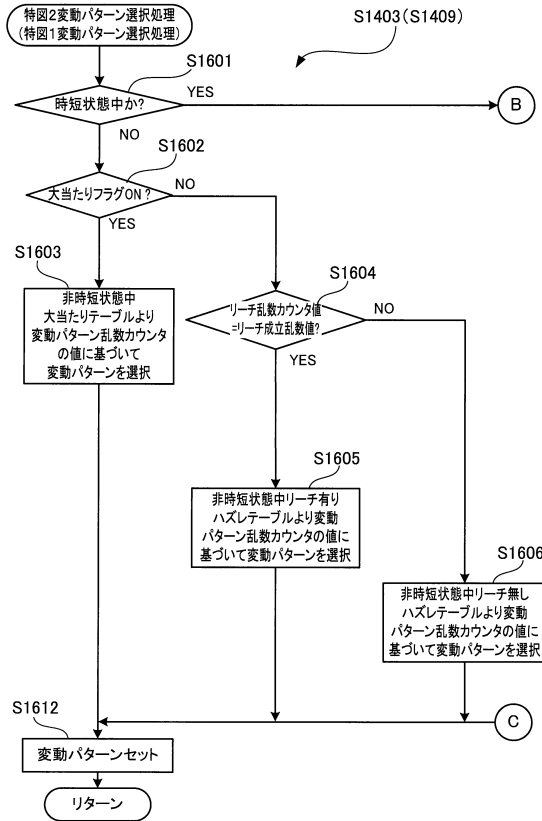 特図2変動パターン選択処理
(特図1変動パターン選択処理)
S1403(S1409)
S1601
時短状態中か?
YES
B
NO
S1602
大当たりフラグON?
NO
YES
S1603
非時短状態中
大当たりテーブルより
変動パターン乱数カウンタ
の値に基づいて
変動パターンを選択
S1604
リーチ乱数カウンタ値
=リーチ成立乱数値?
NO
YES
S1605
非時短状態中リーチ有り
ハズレテーブルより変動
パターン乱数カウンタの値に
基づいて変動パターンを選択
S1606
非時短状態中リーチ無し
ハズレテーブルより変動
パターン乱数カウンタの値に
基づいて変動パターンを選択
S1612
C
変動パターンセット
リターン